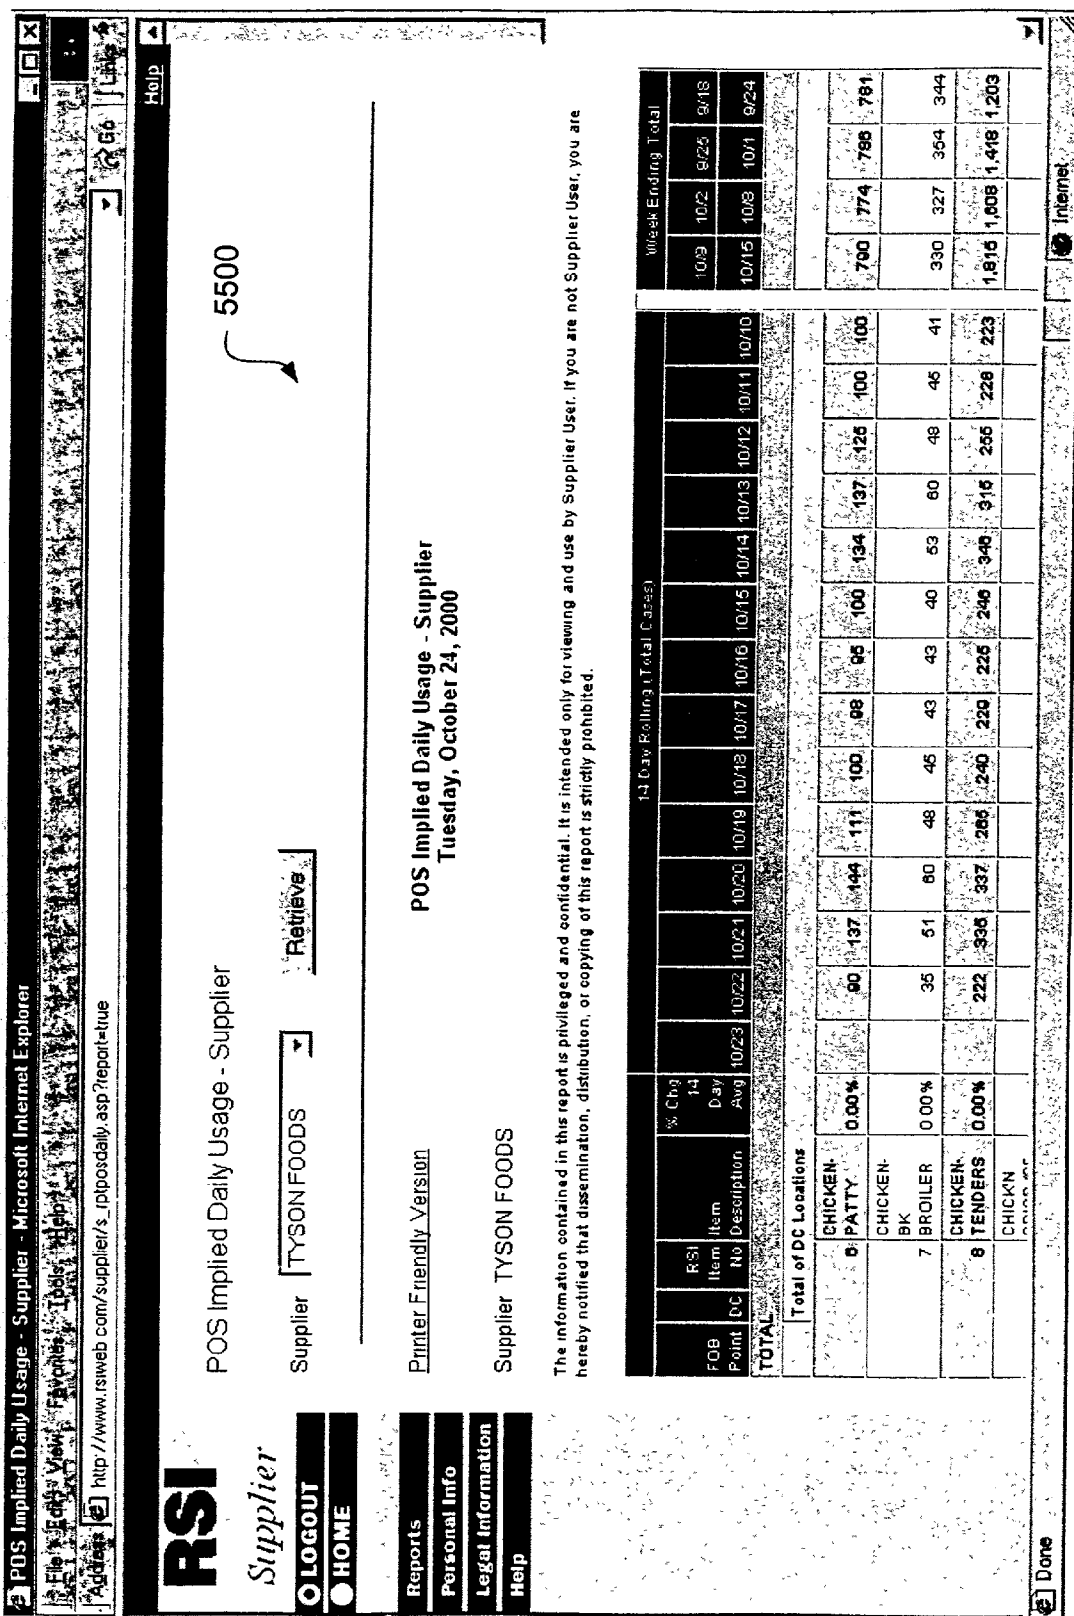 POS Implied Daily Usage - Supplier - Microsoft Internet Explorer
File Edit View Favorites Tools Help
Address http://www.rsiweb com/supplier/s_rptposdaily.asp?report=true Go Links
Help
RSI
Supplier
LOGOUT
HOME
Reports
Personal Info
Legal Information
Help
POS Implied Daily Usage - Supplier
5500
Supplier TYSON FOODS Retrieve
Printer Friendly Version
POS Implied Daily Usage - Supplier
Tuesday, October 24, 2000
Supplier TYSON FOODS
The information contained in this report is privileged and confidential. It is intended only for viewing and use by Supplier User. If you are not Supplier User, you are
hereby notified that dissemination, distribution, or copying of this report is strictly prohibited.
14 Day Rolling (Total Cases) Week Ending Total
% Chg 14 Day Avg
10/9 10/2 9/25 9/18
FOB Point DC RSI Item No Item Description 10/23 10/22 10/21 10/20 10/19 10/18 10/17 10/16 10/15 10/14 10/13 10/12 10/11 10/10 10/15 10/8 10/1 9/24
TOTAL
Total of DC Locations
6 CHICKEN- PATTY 0.00% 90 137 144 111 100 98 95 100 134 137 125 100 100 790 774 786 781
7 CHICKEN- BK BROILER 0.00% 35 51 60 48 45 43 43 40 53 60 48 45 41 330 327 354 344
8 CHICKEN- TENDERS 0.00% 222 335 337 265 240 229 225 246 346 315 255 228 223 1,815 1,608 1,418 1,203
CHICKN
Done Internet